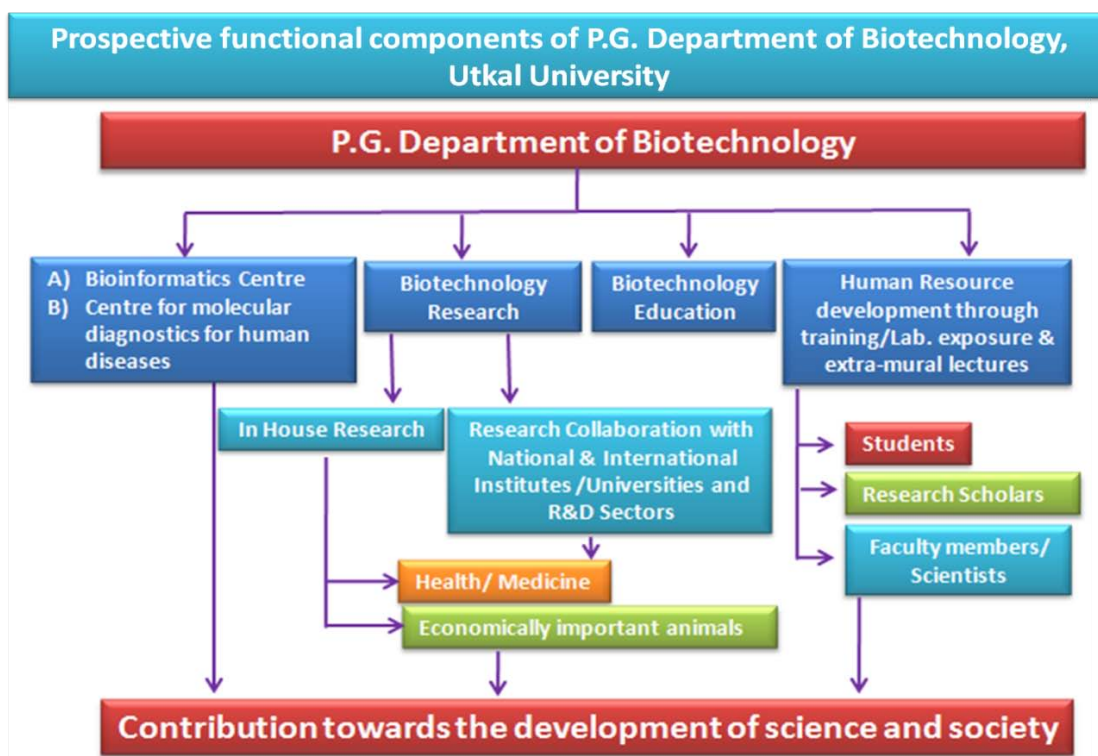 Prospective functional components of P.G. Department of Biotechnology,
Utkal University
P.G. Department of Biotechnology
A) Bioinformatics Centre
B) Centre for molecular
diagnostics for human
diseases
Biotechnology
Research
Biotechnology
Education
Human Resource
development through
training/Lab. exposure &
extra-mural lectures
In House Research
Research Collaboration with
National & International
Institutes /Universities and
R&D Sectors
Students
Research Scholars
Faculty members/
Scientists
Health/ Medicine
Economically important animals
Contribution towards the development of science and society